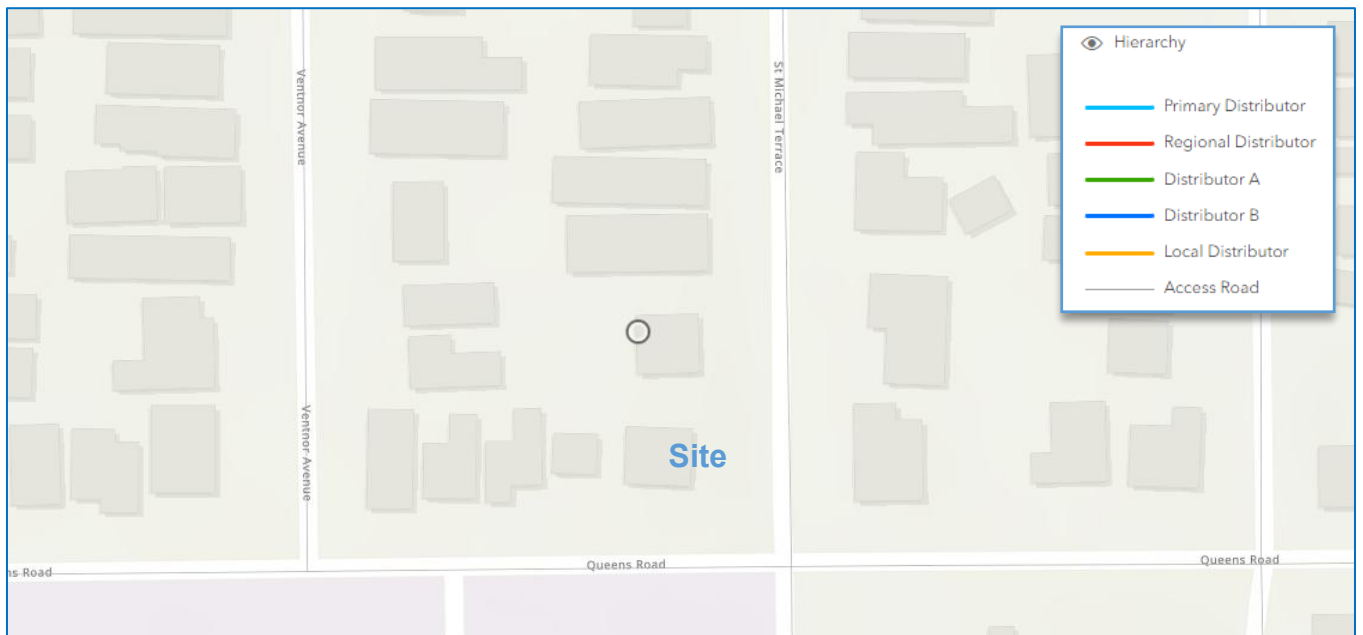 Hierarchy
Primary Distributor
Regional Distributor
Distributor A
Distributor B
Local Distributor
Access Road
Ventnor Avenue
St Michael Terrace
Ventnor Avenue
Site
ns Road
Queens Road
Queens Road